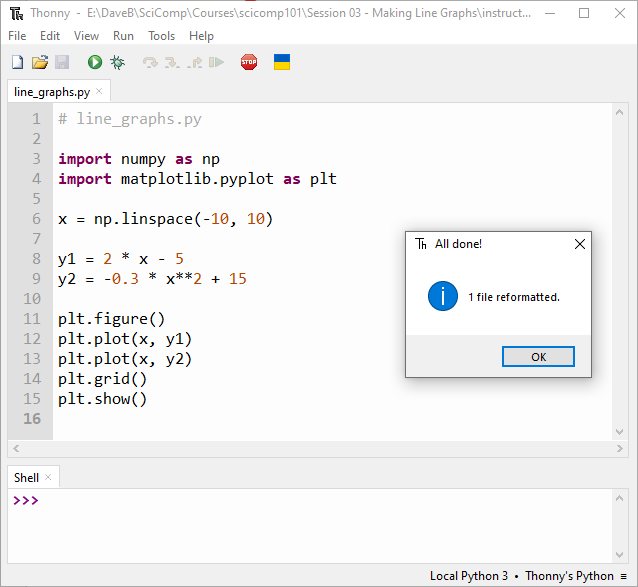 Thonny - E:\DaveB\SciComp\Courses\scicomp101\Session 03 - Making Line Graphs\instruct...
File Edit View Run Tools Help
STOP
line_graphs.py ×
1 # line_graphs.py
2
3 import numpy as np
4 import matplotlib.pyplot as plt
5
6 x = np.linspace(-10, 10)
7
8 y1 = 2 * x - 5
9 y2 = -0.3 * x**2 + 15
10
11 plt.figure()
12 plt.plot(x, y1)
13 plt.plot(x, y2)
14 plt.grid()
15 plt.show()
16
Th All done!
1 file reformatted.
OK
Shell ×
>>>
Local Python 3 • Thonny's Python ≡